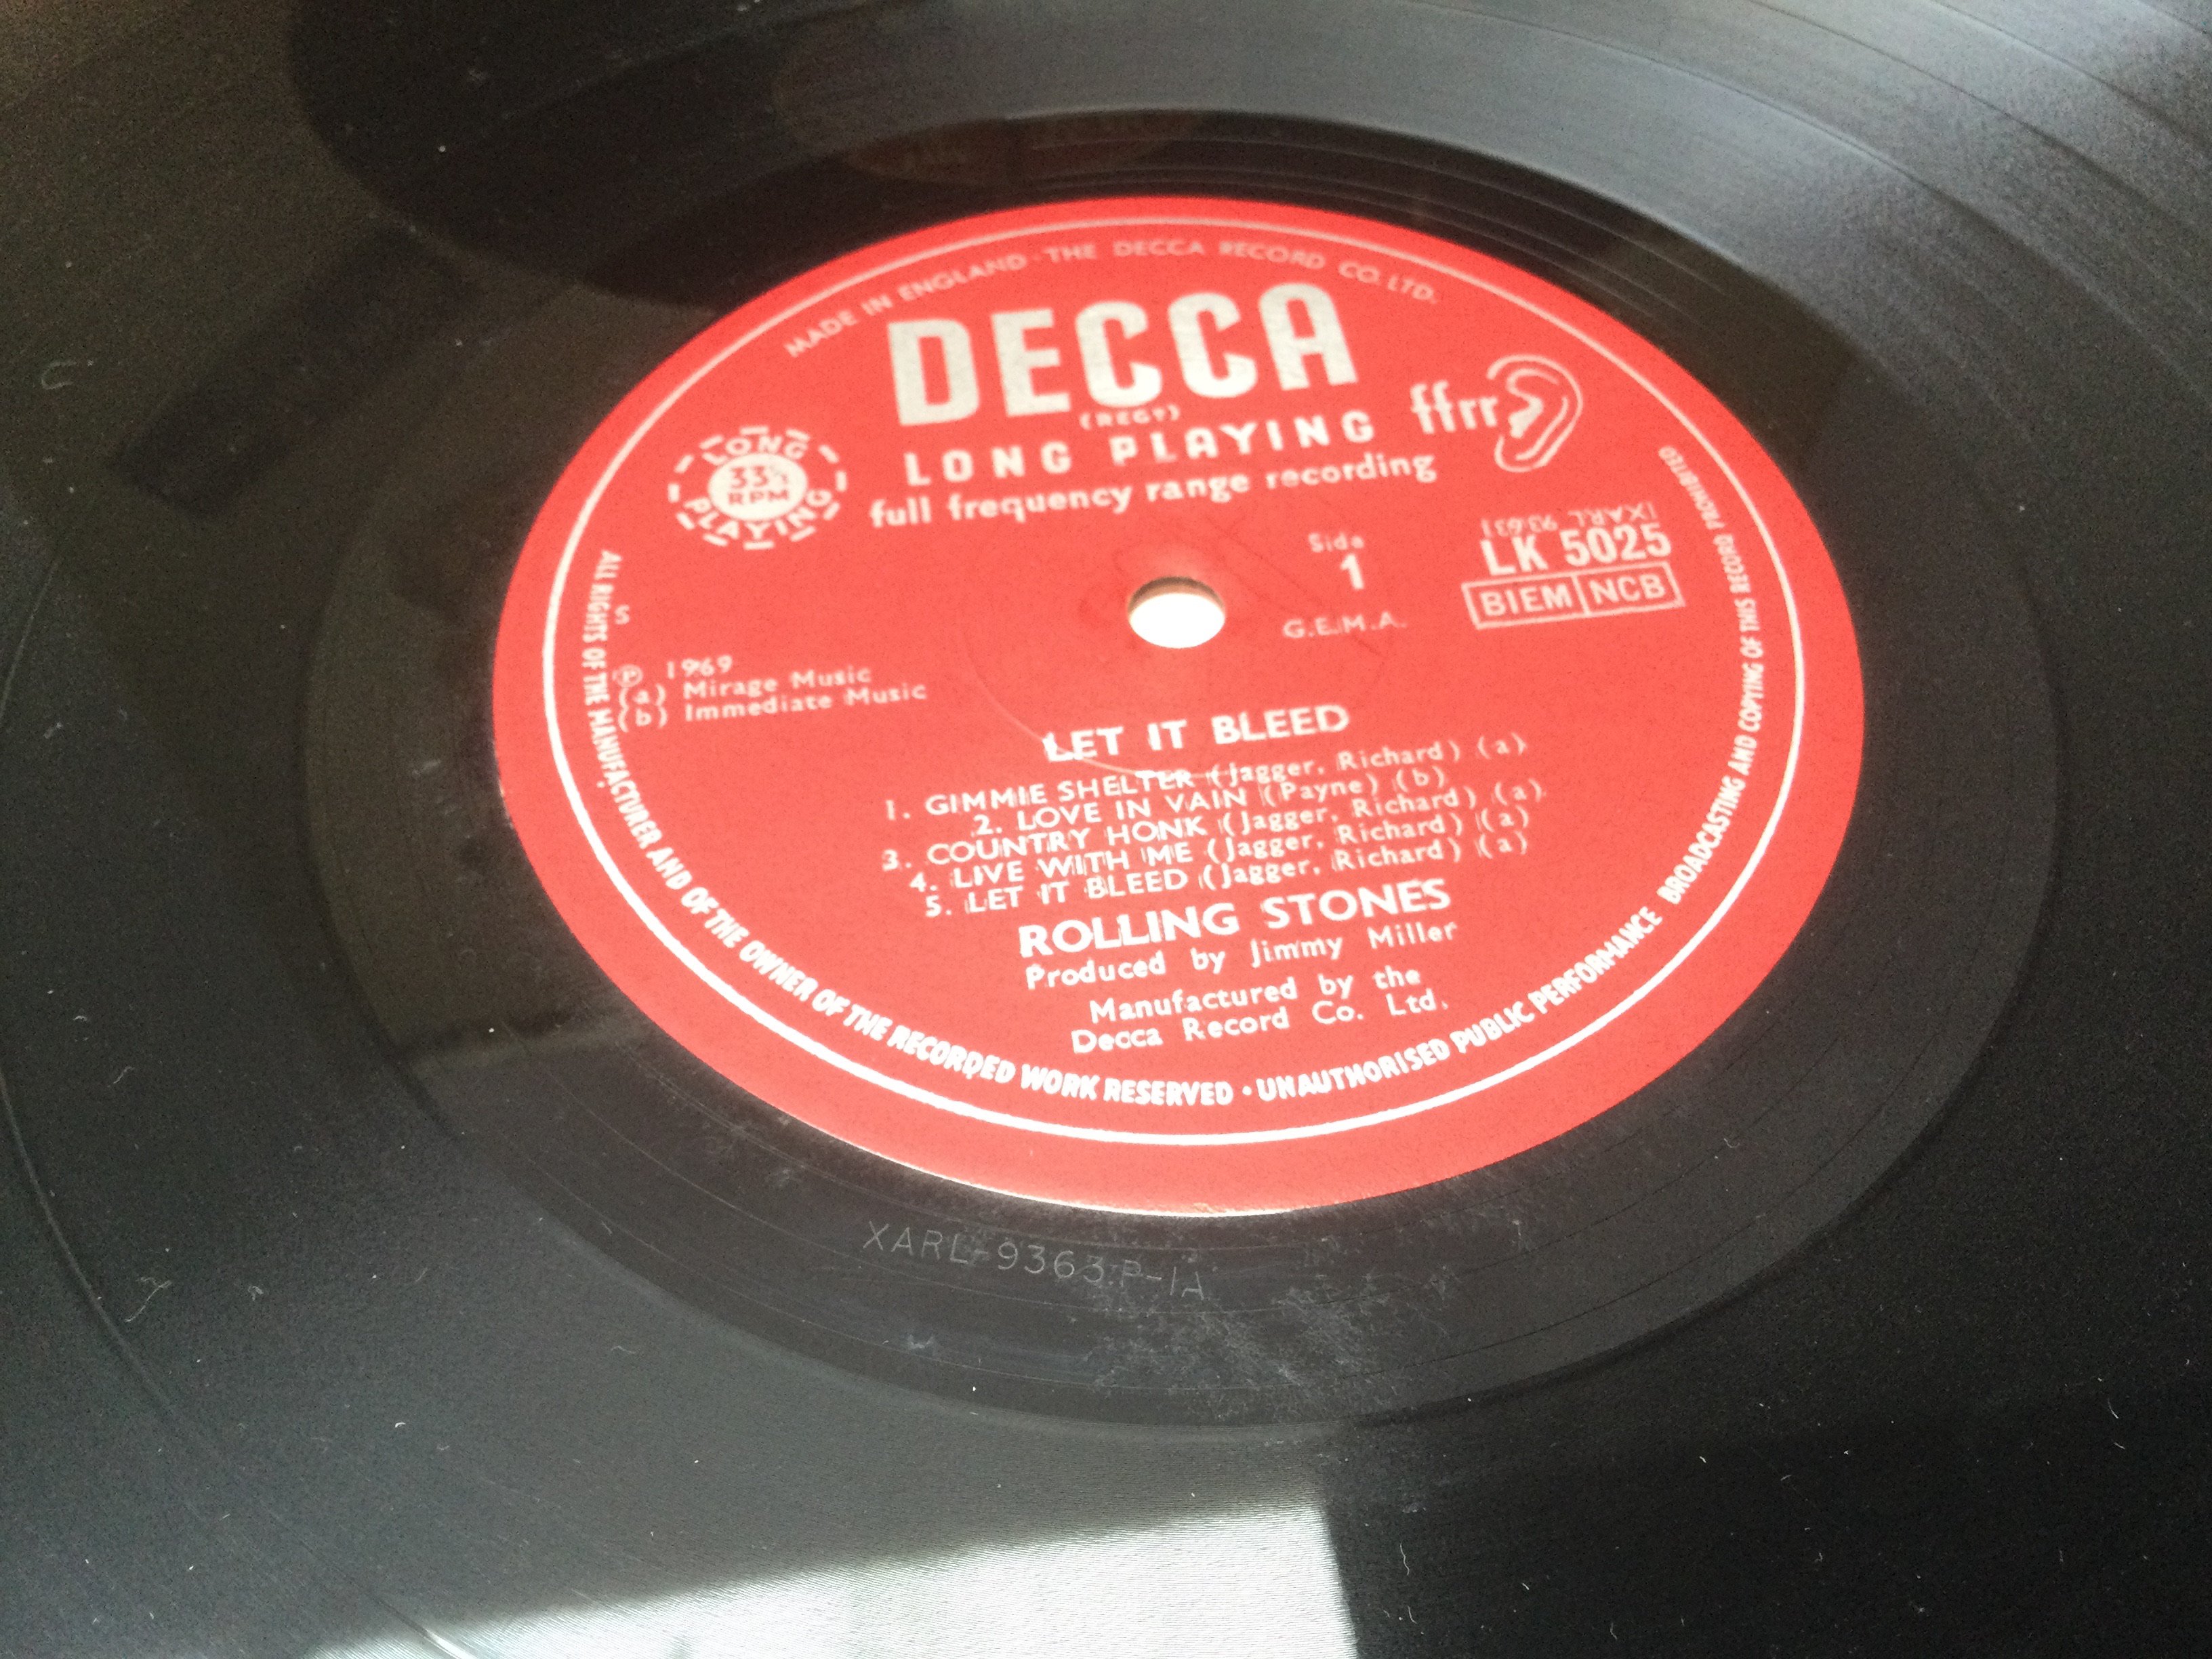 MADE IN ENGLAND · THE DECCA RECORD CO. LTD.
DECCA
(REGD)
LONG PLAYING
full frequency range recording
ffrr
LONG
33⅓
RPM
PLAYING
Side
1
G.E.M.A.
(XARL 9363)
LK 5025
BIEM NCB
S
Ⓟ 1969
(a) Mirage Music
(b) Immediate Music
LET IT BLEED
1. GIMMIE SHELTER (Jagger, Richard) (a)
2. LOVE IN VAIN (Payne) (b)
3. COUNTRY HONK (Jagger, Richard) (a)
4. LIVE WITH ME (Jagger, Richard) (a)
5. LET IT BLEED (Jagger, Richard) (a)
ROLLING STONES
Produced by Jimmy Miller
Manufactured by the
Decca Record Co. Ltd.
ALL RIGHTS OF THE MANUFACTURER AND OF THE OWNER OF THE RECORDED WORK RESERVED · UNAUTHORISED PUBLIC PERFORMANCE BROADCASTING AND COPYING OF THIS RECORD PROHIBITED
XARL-9363.P-1A